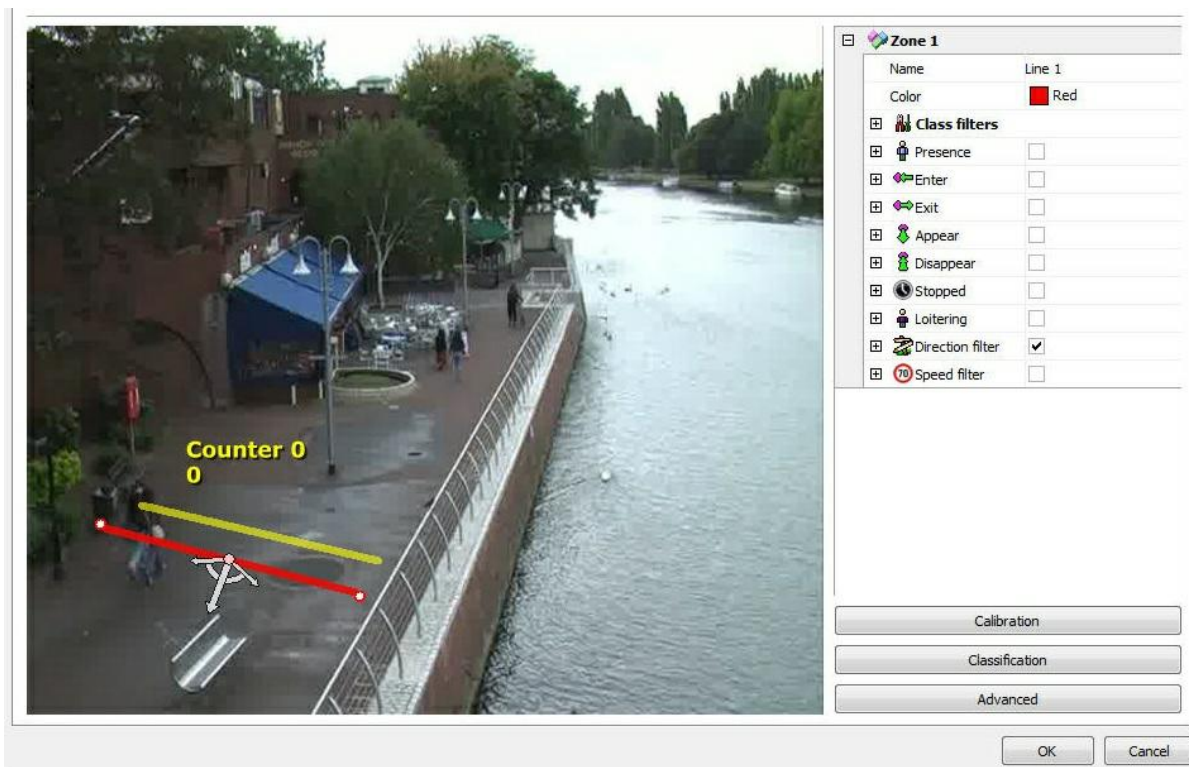 Zone 1
Name Line 1
Color Red
Class filters
Presence
Enter
Exit
Appear
Disappear
Stopped
Loitering
Direction filter
70 Speed filter
Counter 0
0
Calibration
Classification
Advanced
OK Cancel